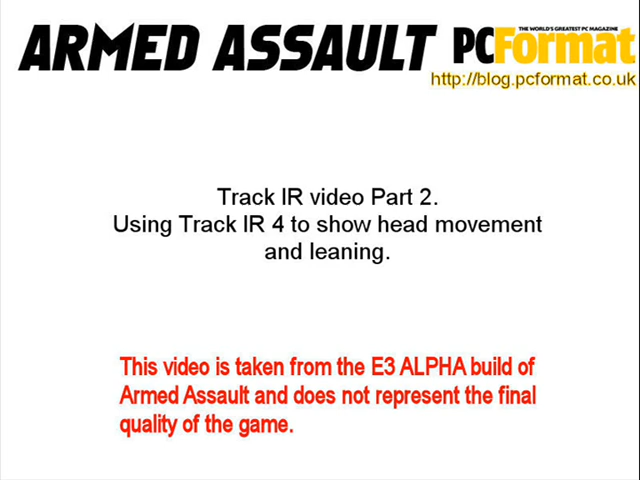 ARMED ASSAULT
THE WORLD'S GREATEST PC MAGAZINE
PCFormat
http://blog.pcformat.co.uk
Track IR video Part 2.
Using Track IR 4 to show head movement
and leaning.
This video is taken from the E3 ALPHA build of
Armed Assault and does not represent the final
quality of the game.